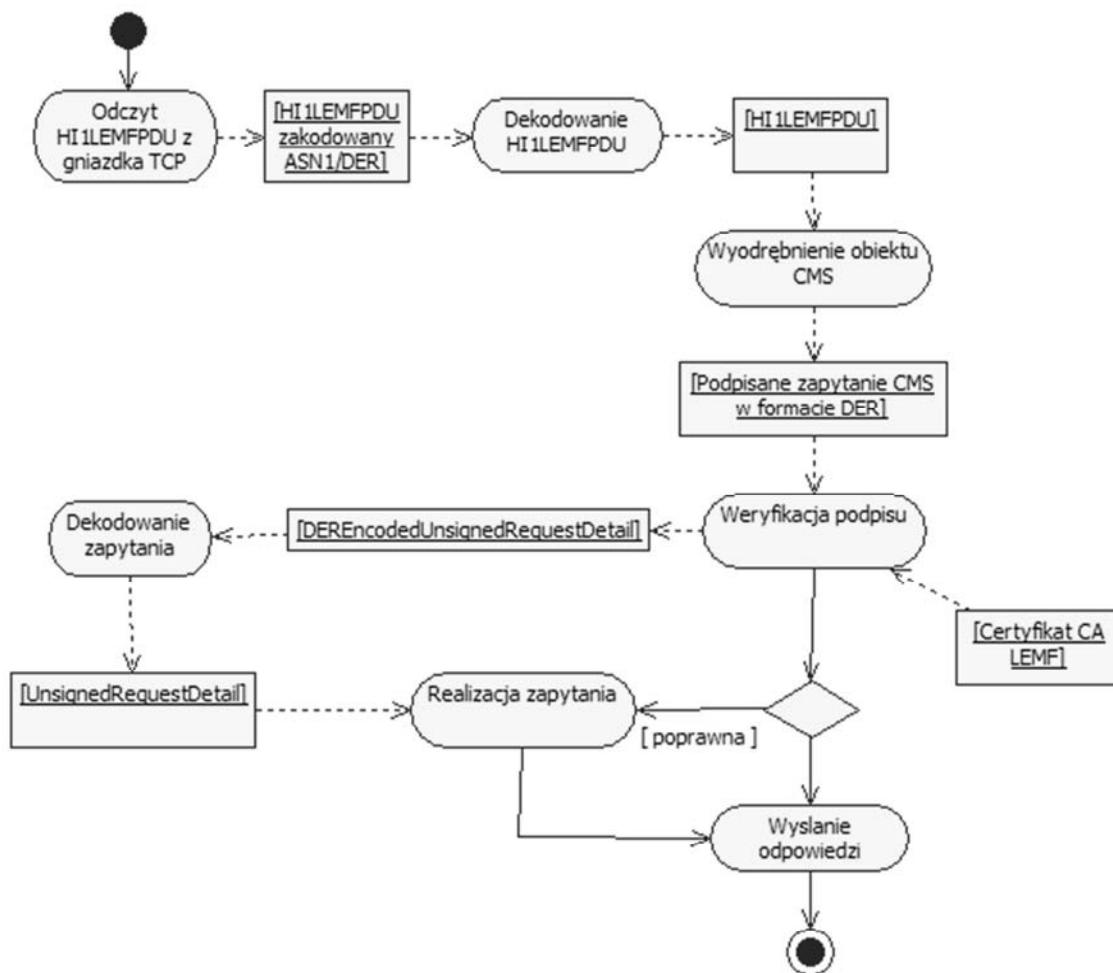 Odczyt
HI1LEMFPDU z
gniazdka TCP
[HI1LEMFPDU
zakodowany
ASN1/DER]
Dekodowanie
HI1LEMFPDU
[HI1LEMFPDU]
Wyodrębnienie obiektu
CMS
[Podpisane zapytanie CMS
w formacie DER]
Weryfikacja podpisu
[DEREncodedUnsignedRequestDetail]
Dekodowanie
zapytania
[Certyfikat CA
LEMF]
[UnsignedRequestDetail]
Realizacja zapytania
[ poprawna ]
Wyslanie
odpowiedzi